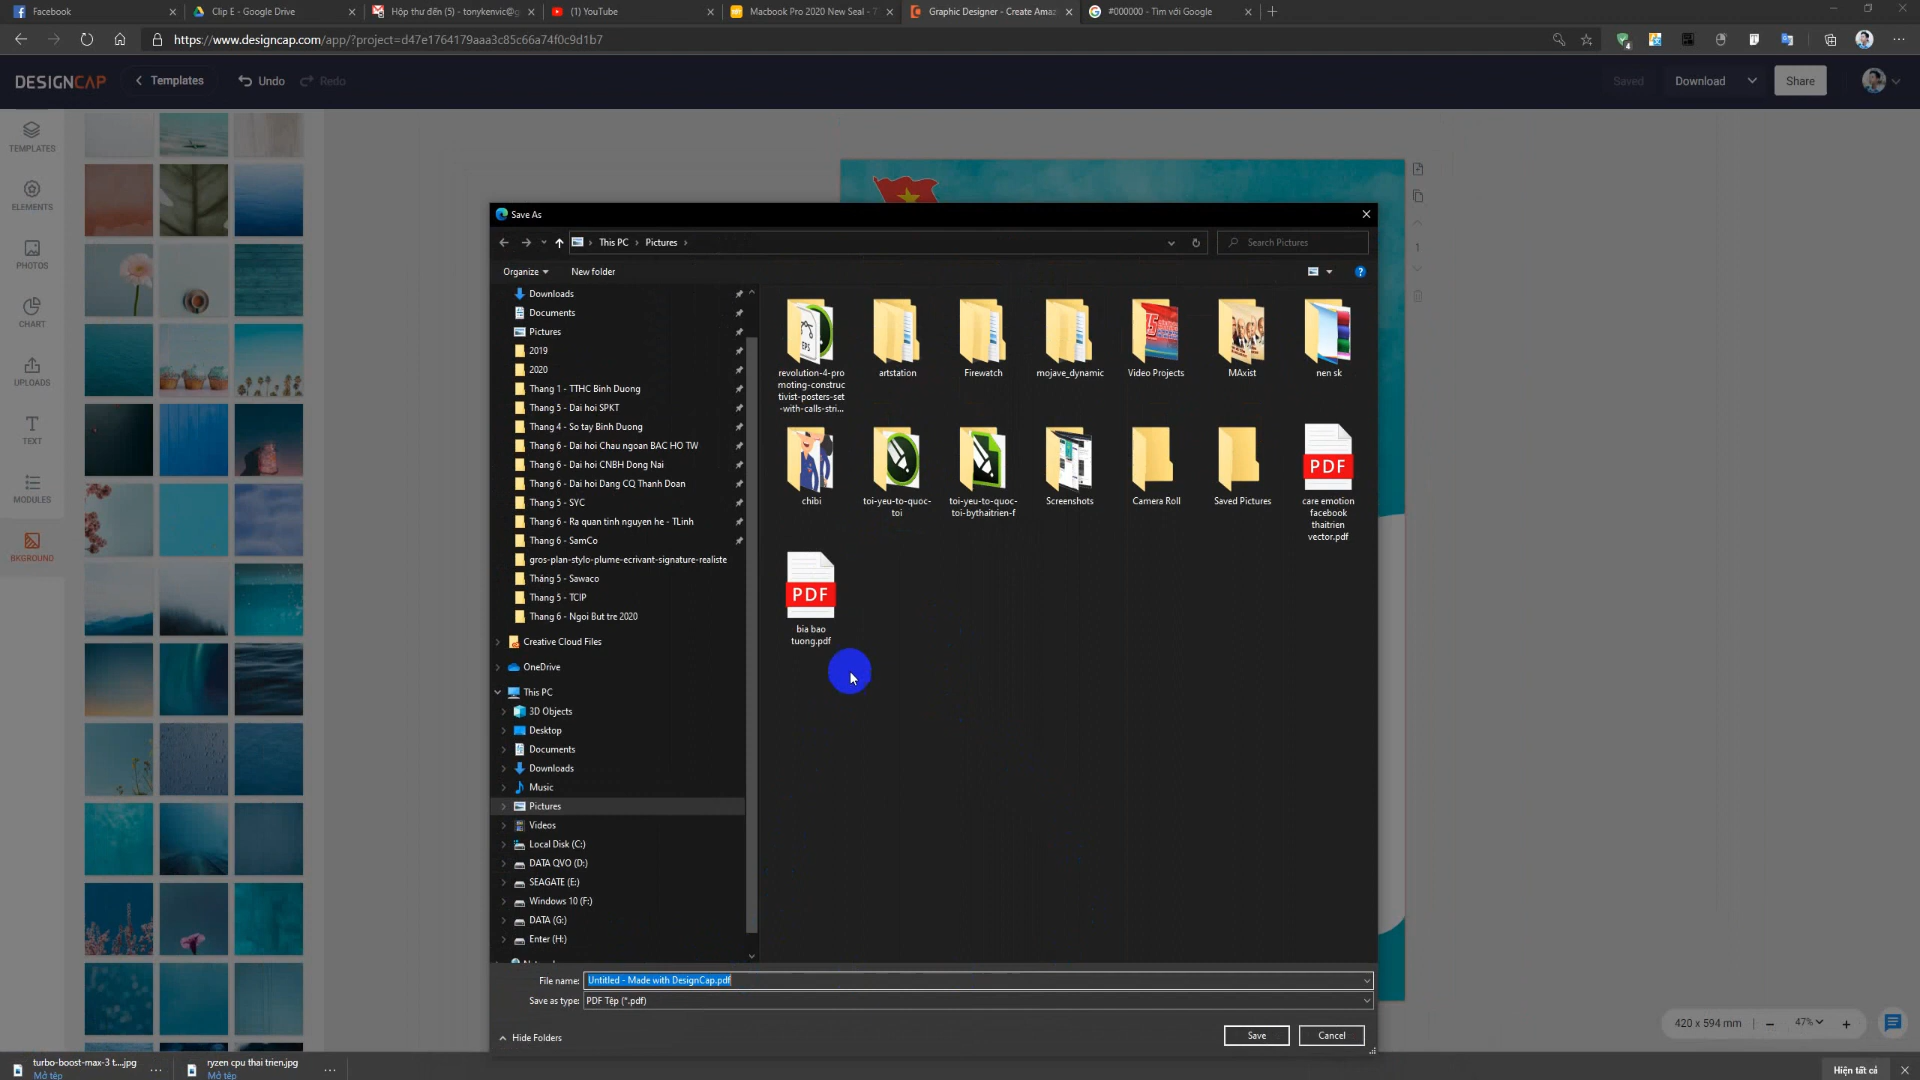 Facebook
Clip E - Google Drive
Hộp thư đến (5) - tonykenvic@g
(1) YouTube
Macbook Pro 2020 New Seal - 7
Graphic Designer - Create Amaz
#000000 - Tìm với Google
https://www.designcap.com/app/?project=d47e1764179aaa3c85c66a74f0c9d1b7
DESIGNCAP
Templates
Undo
Redo
Saved
Download
Share
TEMPLATES
ELEMENTS
PHOTOS
CHART
UPLOADS
TEXT
MODULES
BKGROUND
Save As
This PC
Pictures
Search Pictures
Organize
New folder
Downloads
Documents
Pictures
2019
2020
Thang 1 - TTHC Binh Duong
Thang 5 - Dai hoi SPKT
Thang 4 - So tay Binh Duong
Thang 6 - Dai hoi Chau ngoan BAC HO TW
Thang 6 - Dai hoi CNBH Dong Nai
Thang 6 - Dai hoi Dang CQ Thanh Doan
Thang 5 - SYC
Thang 6 - Ra quan tinh nguyen he - TLinh
Thang 6 - SamCo
gros-plan-stylo-plume-ecrivant-signature-realiste
Tháng 5 - Sawaco
Thang 5 - TCIP
Thang 6 - Ngoi But tre 2020
Creative Cloud Files
OneDrive
This PC
3D Objects
Desktop
Documents
Downloads
Music
Pictures
Videos
Local Disk (C:)
DATA QVO (D:)
SEAGATE (E:)
Windows 10 (F:)
DATA (G:)
Enter (H:)
EPS
revolution-4-pro
moting-construc
tivist-posters-set
-with-calls-stri...
artstation
Firewatch
mojave_dynamic
Video Projects
MAxist
nen sk
chibi
toi-yeu-to-quoc-
toi
toi-yeu-to-quoc-
toi-bythaitrien-f
Screenshots
Camera Roll
Saved Pictures
PDF
care emotion
facebook
thaitrien
vector.pdf
PDF
bia bao
tuong.pdf
File name:
Untitled - Made with DesignCap.pdf
Save as type:
PDF Tệp (*.pdf)
Hide Folders
Save
Cancel
1
420 x 594 mm
47%
turbo-boost-max-3 t....jpg
Mở tệp
ryzen cpu thai trien.jpg
Mở tệp
Hiện tất cả